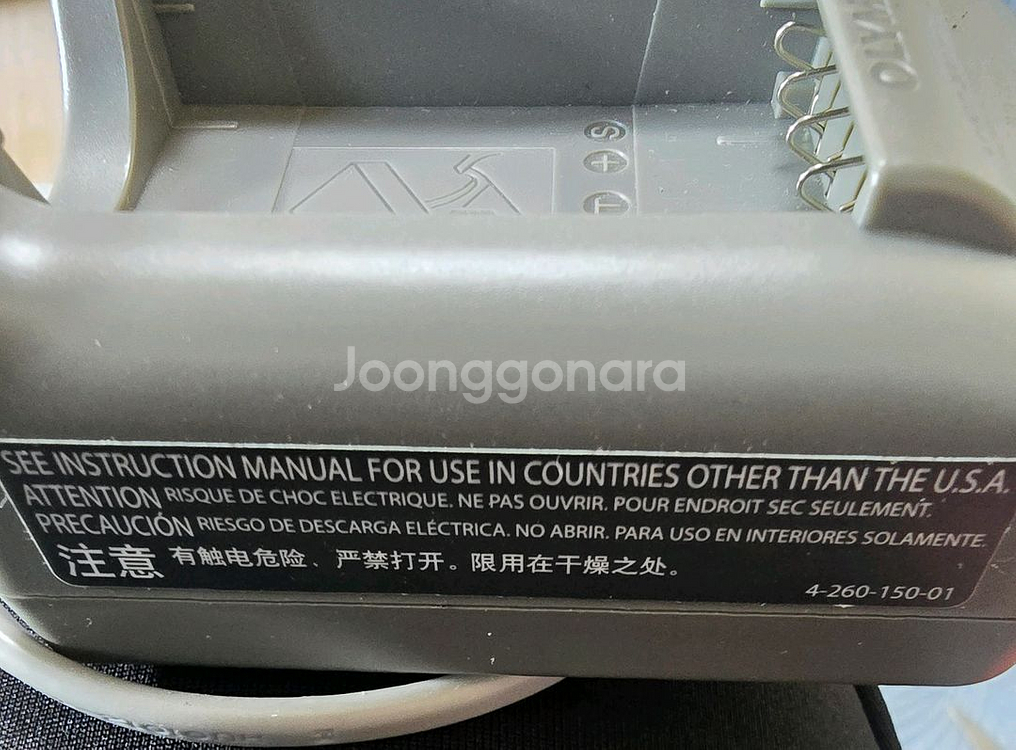 S
+
Joonggonara
SEE INSTRUCTION MANUAL FOR USE IN COUNTRIES OTHER THAN THE U.S.A.
ATTENTION RISQUE DE CHOC ELECTRIQUE. NE PAS OUVRIR. POUR ENDROIT SEC SEULEMENT.
PRECAUCIÓN RIESGO DE DESCARGA ELÉCTRICA. NO ABRIR. PARA USO EN INTERIORES SOLAMENTE.
注意 有触电危险、严禁打开。限用在干燥之处。
4-260-150-01